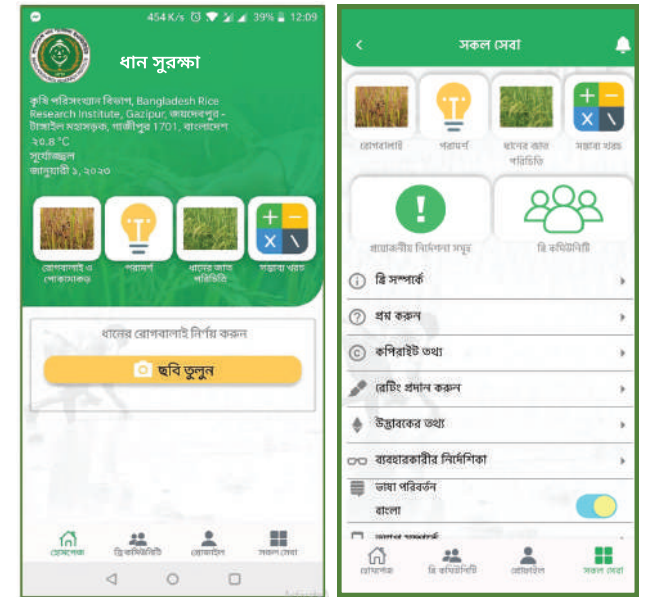 454 K/s 39% 12:09
ধান সুরক্ষা
কৃষি পরিসংখ্যান বিভাগ, Bangladesh Rice
Research Institute, Gazipur, জয়দেবপুর -
টাঙ্গাইল মহাসড়ক, গাজীপুর 1701, বাংলাদেশ
২০.৪ °C
সূর্যোজ্জ্বল
জানুয়ারী ১, ২০২৩
রোগবালাই ও
পোকামাকড়
পরামর্শ
ধানের জাত
পরিচিতি
সম্ভাব্য খরচ
ধানের রোগবালাই নির্ণয় করুন
ছবি তুলুন
হোমপেজ
ব্রি কমিউনিটি
প্রোফাইল
সকল সেবা
সকল সেবা
রোগবালাই
পরামর্শ
ধানের জাত
পরিচিতি
সম্ভাব্য খরচ
প্রয়োজনীয় নির্দেশনা সমূহ
ব্রি কমিউনিটি
ব্রি সম্পর্কে
প্রশ্ন করুন
কপিরাইট তথ্য
রেটিং প্রদান করুন
উদ্ভাবকের তথ্য
ব্যবহারকারীর নির্দেশিকা
ভাষা পরিবর্তন
বাংলা
হোমপেজ
ব্রি কমিউনিটি
প্রোফাইল
সকল সেবা